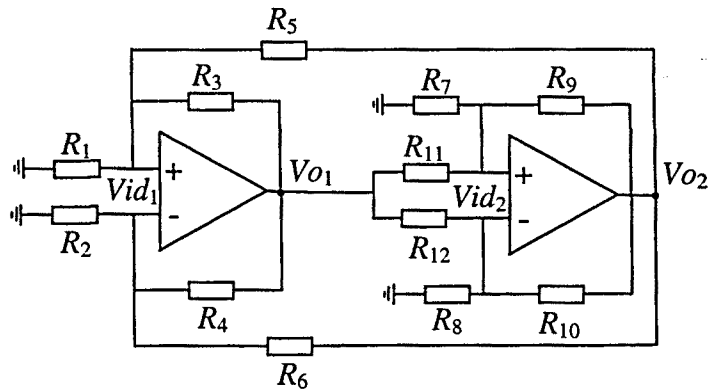 R5
R3
R7
R9
R1
R11
+
Vid1
Vo1
+
Vid2
Vo2
-
-
R2
R12
R4
R8
R10
R6